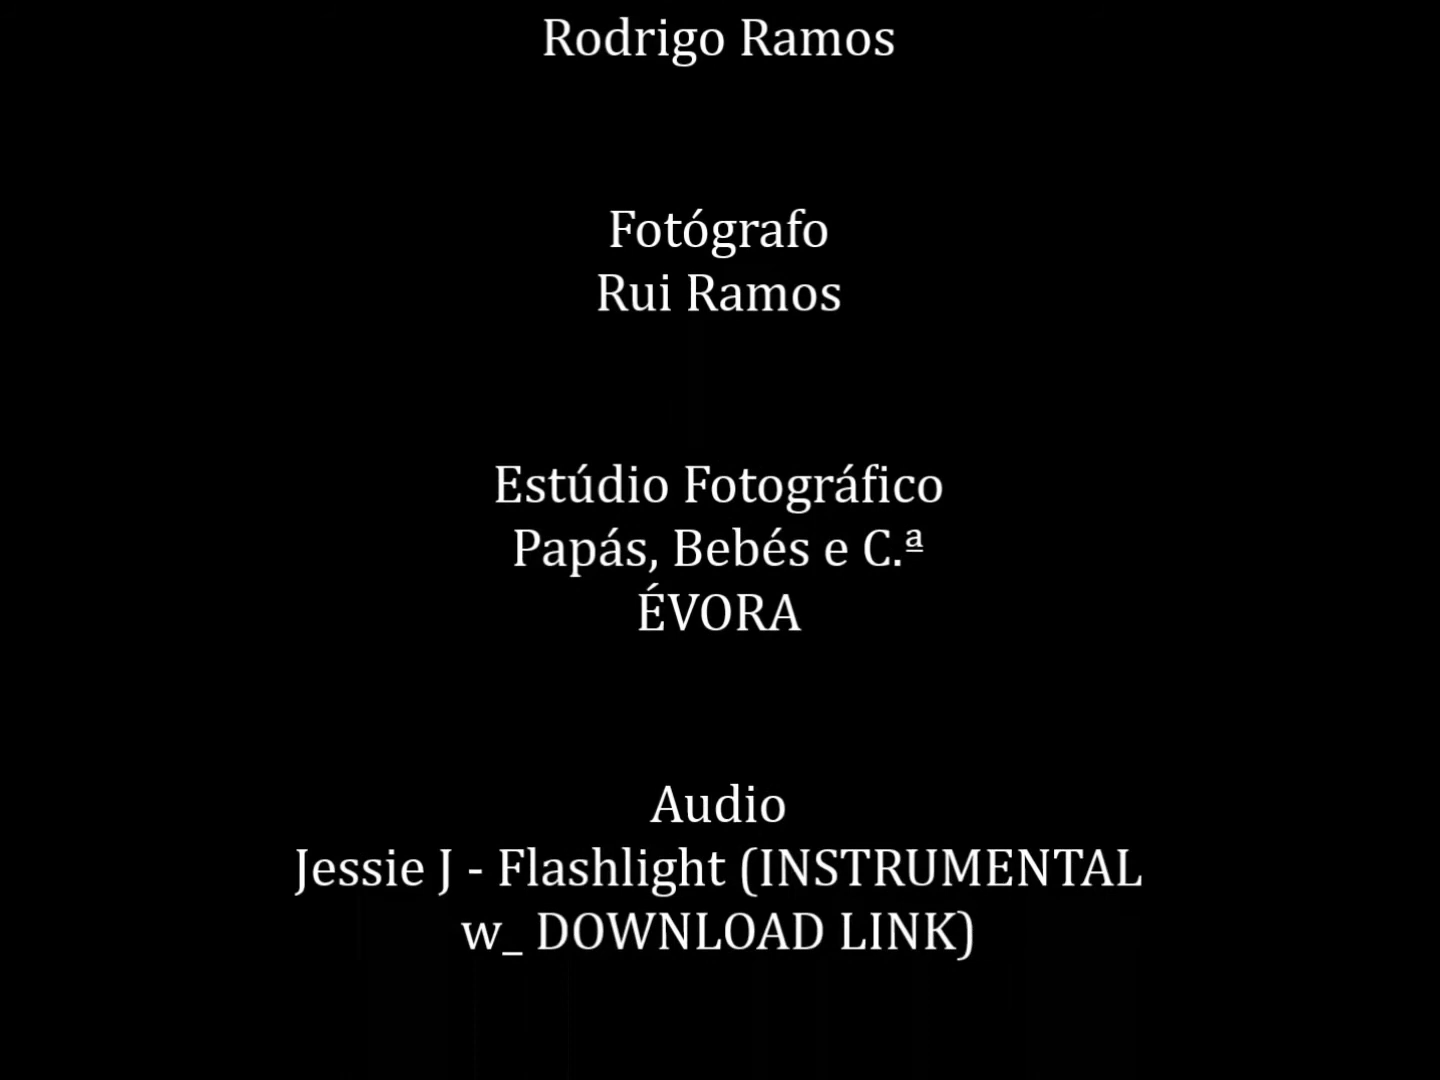 Rodrigo Ramos
Fotógrafo
Rui Ramos
Estúdio Fotográfico
Papás, Bebés e C.ª
ÉVORA
Audio
Jessie J - Flashlight (INSTRUMENTAL
w_ DOWNLOAD LINK)